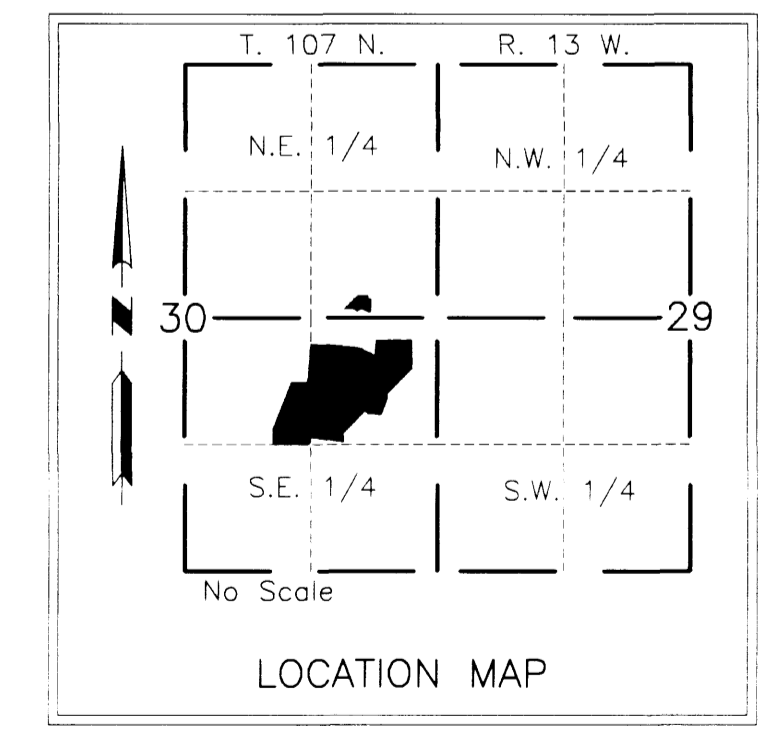 T. 107 N. R. 13 W.
N.E. 1/4
N.W. 1/4
N
30
29
S.E. 1/4
S.W. 1/4
No Scale
LOCATION MAP